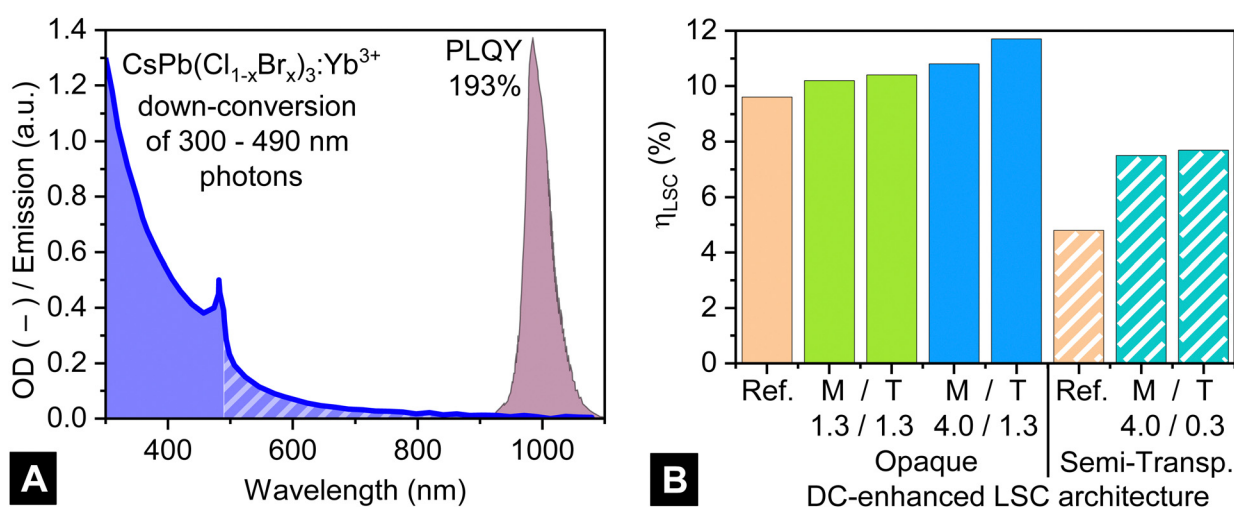 1.4
1.2
1.0
0.8
0.6
0.4
0.2
0.0
OD ( – ) / Emission (a.u.)
CsPb(Cl₁₋ₓBrₓ)₃:Yb³⁺
down-conversion
of 300 - 490 nm
photons
PLQY
193%
400 600 800 1000
Wavelength (nm)
A
12
10
8
6
4
2
0
η_LSC (%)
Ref. M / T M / T Ref. M / T
1.3 / 1.3 4.0 / 1.3 4.0 / 0.3
Opaque Semi-Transp.
DC-enhanced LSC architecture
B